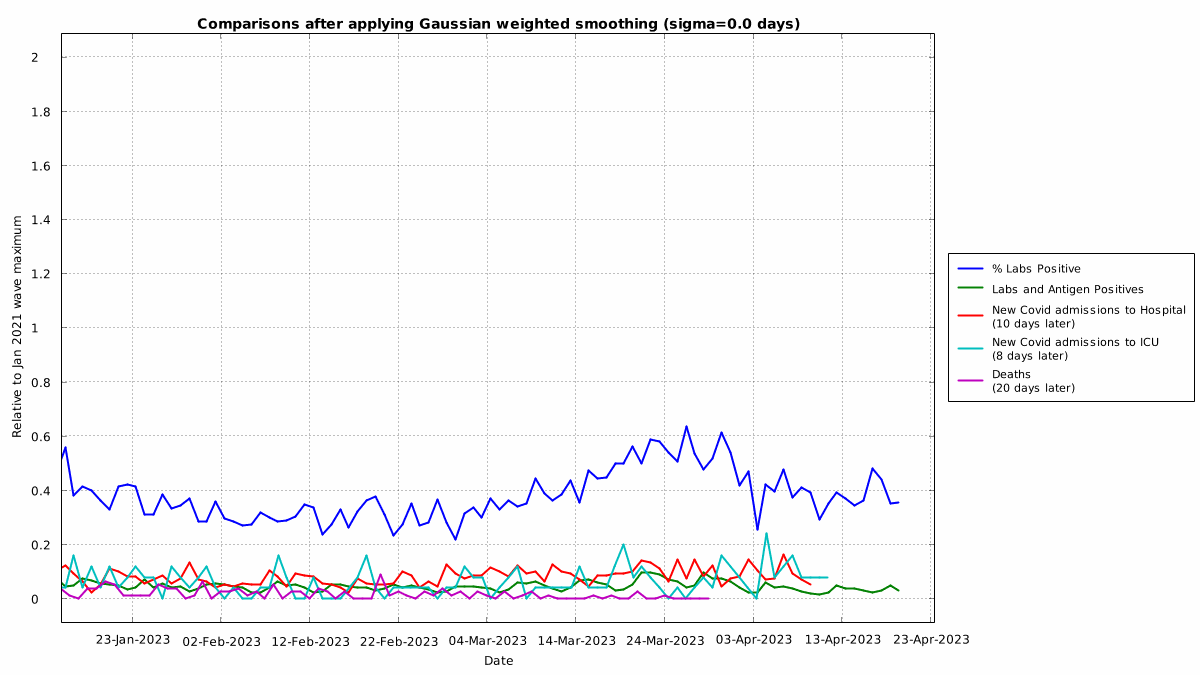 Comparisons after applying Gaussian weighted smoothing (sigma=0.0 days)
2
1.8
1.6
1.4
1.2
1
0.8
0.6
0.4
0.2
0
Relative to Jan 2021 wave maximum
23-Jan-2023
02-Feb-2023
12-Feb-2023
22-Feb-2023
04-Mar-2023
14-Mar-2023
24-Mar-2023
03-Apr-2023
13-Apr-2023
23-Apr-2023
Date
% Labs Positive
Labs and Antigen Positives
New Covid admissions to Hospital
(10 days later)
New Covid admissions to ICU
(8 days later)
Deaths
(20 days later)